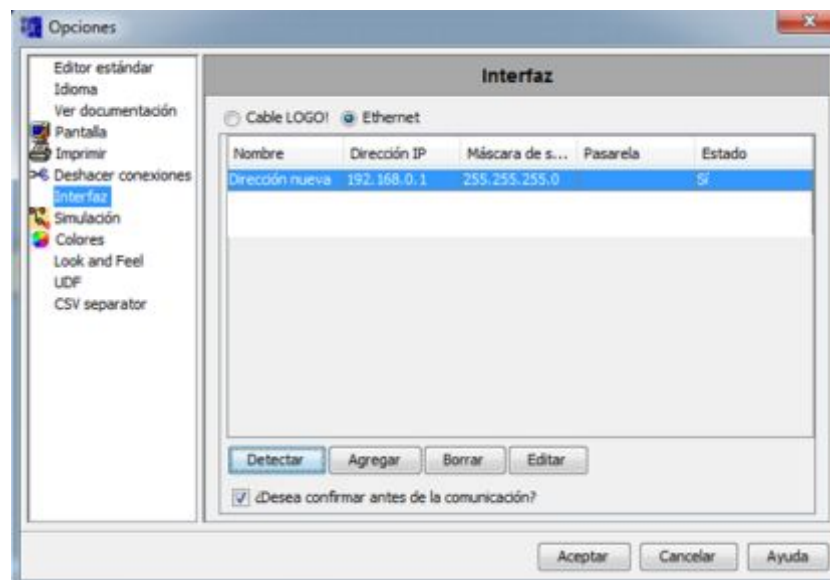 Opciones
Editor estándar
Idioma
Ver documentación
Pantalla
Imprimir
Deshacer conexiones
Interfaz
Simulación
Colores
Look and Feel
UDF
CSV separator
Interfaz
Cable LOGO! Ethernet
Nombre Dirección IP Máscara de s... Pasarela Estado
Dirección nueva 192.168.0.1 255.255.255.0 Sí
Detectar Agregar Borrar Editar
¿Desea confirmar antes de la comunicación?
Aceptar Cancelar Ayuda